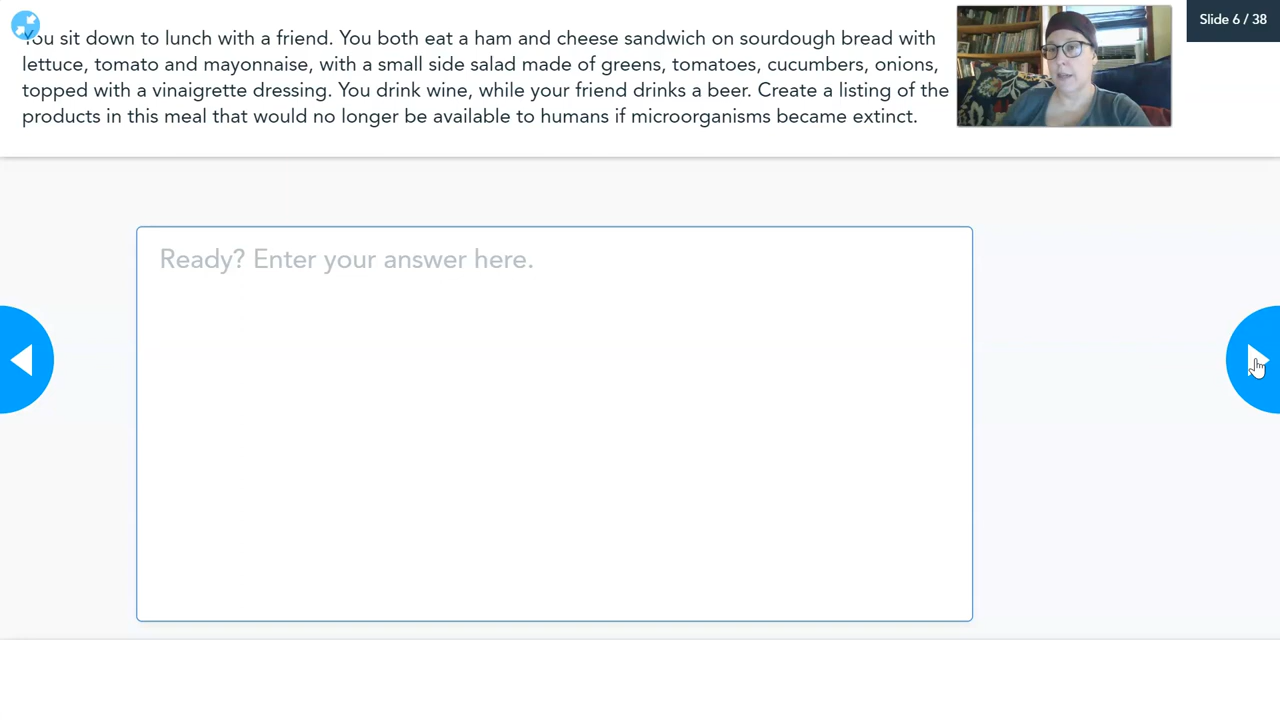 You sit down to lunch with a friend. You both eat a ham and cheese sandwich on sourdough bread with
lettuce, tomato and mayonnaise, with a small side salad made of greens, tomatoes, cucumbers, onions,
topped with a vinaigrette dressing. You drink wine, while your friend drinks a beer. Create a listing of the
products in this meal that would no longer be available to humans if microorganisms became extinct.
Slide 6 / 38
Ready? Enter your answer here.